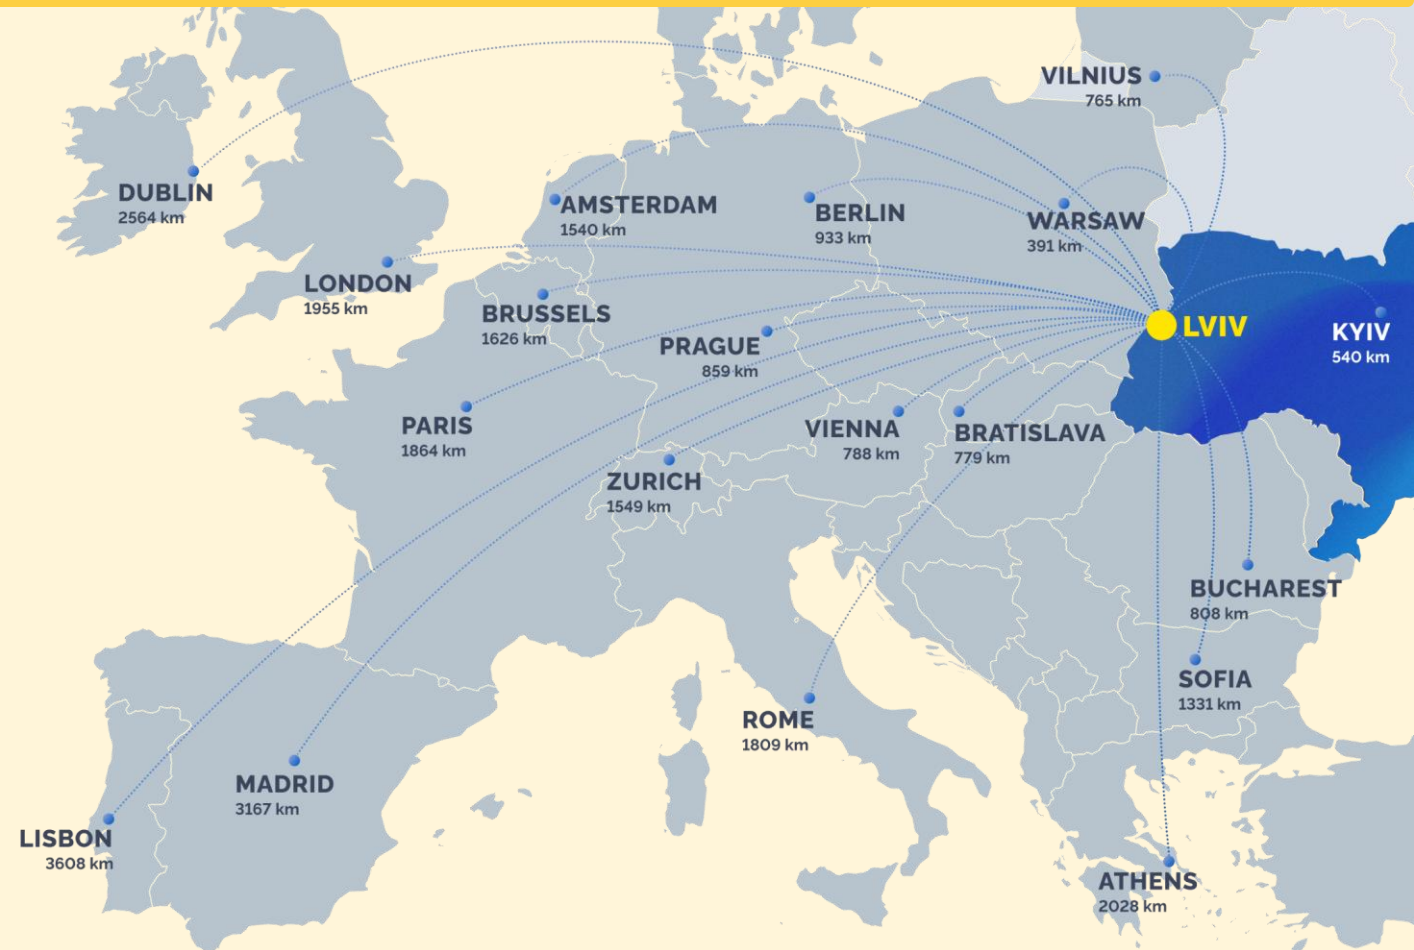 VILNIUS
765 km
DUBLIN
2564 km
AMSTERDAM
1540 km
BERLIN
933 km
WARSAW
391 km
LONDON
1955 km
BRUSSELS
1626 km
LVIV
KYIV
540 km
PRAGUE
859 km
PARIS
1864 km
VIENNA
788 km
BRATISLAVA
779 km
ZURICH
1549 km
BUCHAREST
808 km
SOFIA
1331 km
ROME
1809 km
MADRID
3167 km
LISBON
3608 km
ATHENS
2028 km